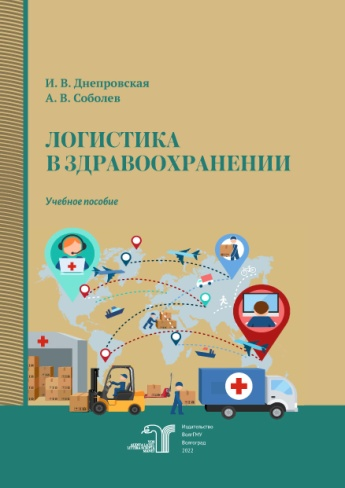 И. В. Днепровская
А. В. Соболев
ЛОГИСТИКА
В ЗДРАВООХРАНЕНИИ
Учебное пособие
Издательство
ВолгГМУ
Волгоград
2022